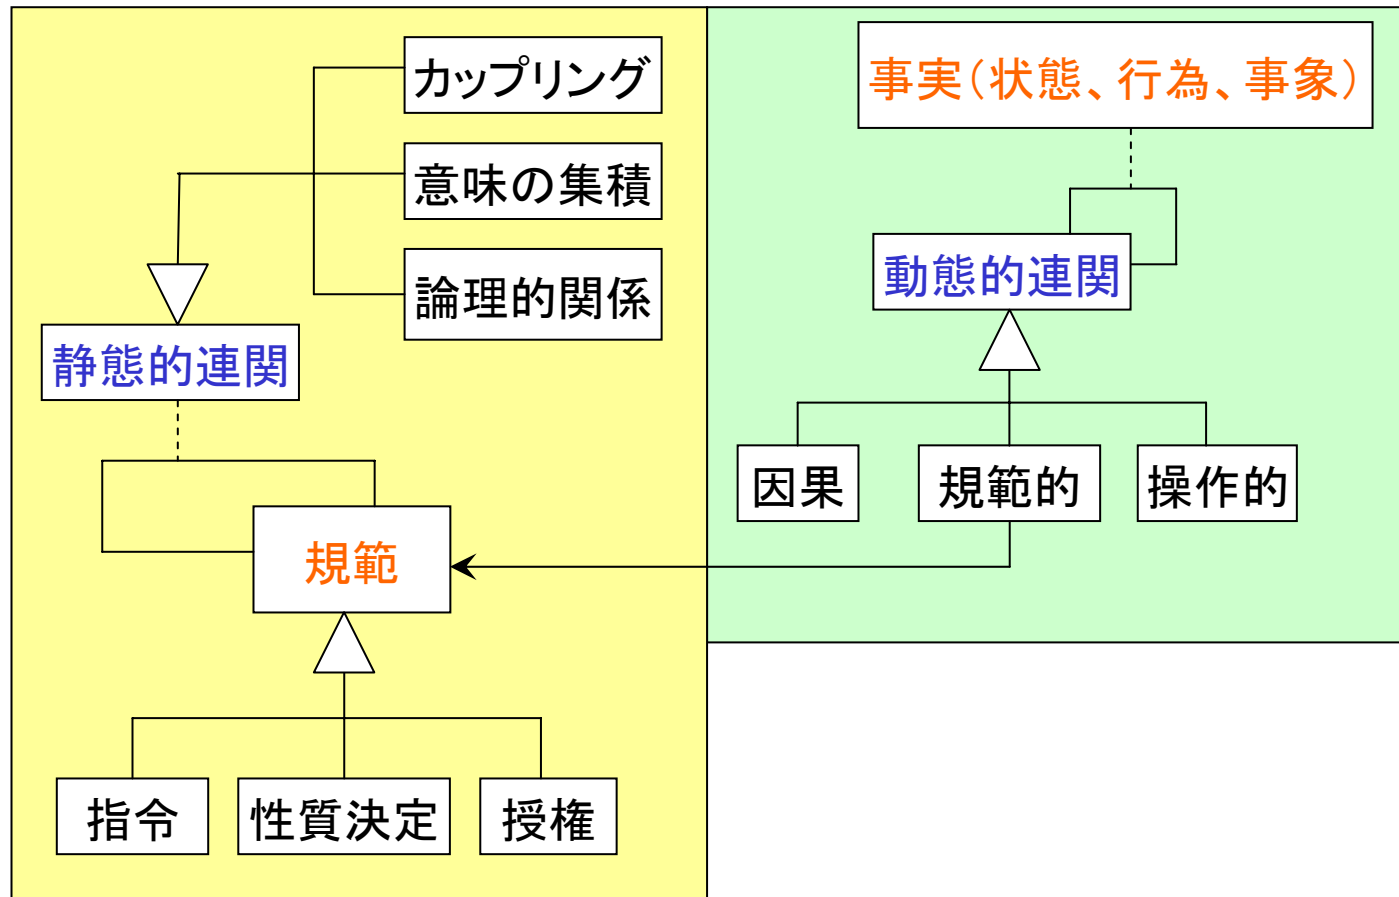 カップリング
意味の集積
論理的関係
静態的連関
規範
指令
性質決定
授権
事実(状態、行為、事象)
動態的連関
因果
規範的
操作的